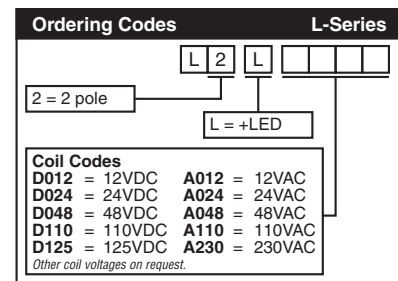 Ordering Codes L-Series
L 2 L
2 = 2 pole
L = +LED
Coil Codes
D012 = 12VDC A012 = 12VAC
D024 = 24VDC A024 = 24VAC
D048 = 48VDC A048 = 48VAC
D110 = 110VDC A110 = 110VAC
D125 = 125VDC A230 = 230VAC
Other coil voltages on request.